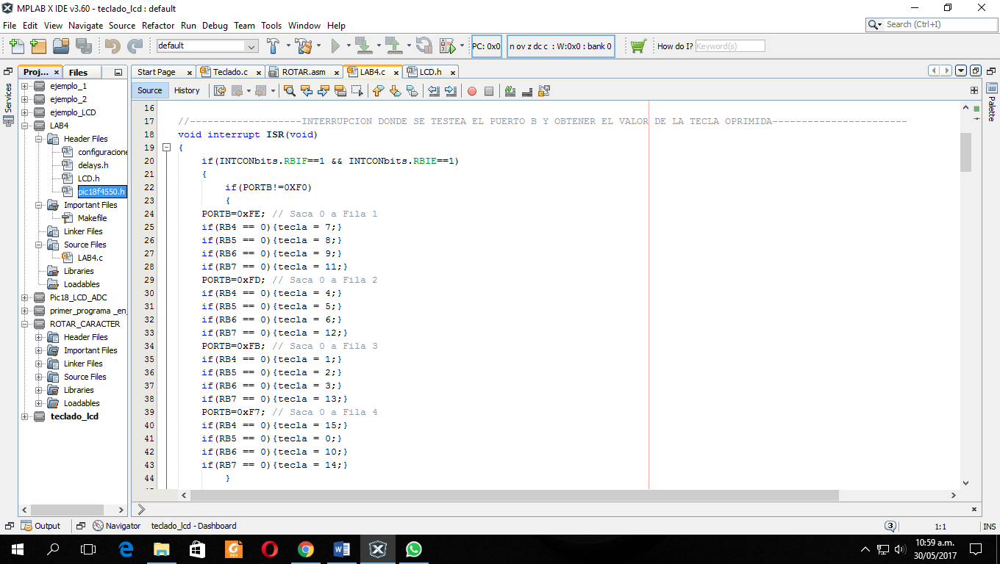 MPLAB X IDE v3.60 - teclado_lcd : default
File Edit View Navigate Source Refactor Run Debug Team Tools Window Help
Search (Ctrl+I)
default
PC: 0x0
n ov z dc c : W:0x0 : bank 0
How do I?
Keyword(s)
Proj...
Files
Start Page
Teclado.c
ROTAR.asm
LAB4.c
LCD.h
Services
Palette
Source
History
ejemplo_1
ejemplo_2
ejemplo_LCD
LAB4
Header Files
configuracione
delays.h
LCD.h
pic18f4550.h
Important Files
Makefile
Linker Files
Source Files
LAB4.c
Libraries
Loadables
Pic18_LCD_ADC
primer_programa _en_
ROTAR_CARACTER
Header Files
Important Files
Linker Files
Source Files
Libraries
Loadables
teclado_lcd
16
17 //-------------------INTERRUPCION DONDE SE TESTEA EL PUERTO B Y OBTENER EL VALOR DE LA TECLA OPRIMIDA-----------------------
18 void interrupt ISR(void)
19 {
20 if(INTCONbits.RBIF==1 && INTCONbits.RBIE==1)
21 {
22 if(PORTB!=0XF0)
23 {
24 PORTB=0xFE; // Saca 0 a Fila 1
25 if(RB4 == 0){tecla = 7;}
26 if(RB5 == 0){tecla = 8;}
27 if(RB6 == 0){tecla = 9;}
28 if(RB7 == 0){tecla = 11;}
29 PORTB=0xFD; // Saca 0 a Fila 2
30 if(RB4 == 0){tecla = 4;}
31 if(RB5 == 0){tecla = 5;}
32 if(RB6 == 0){tecla = 6;}
33 if(RB7 == 0){tecla = 12;}
34 PORTB=0xFB; // Saca 0 a Fila 3
35 if(RB4 == 0){tecla = 1;}
36 if(RB5 == 0){tecla = 2;}
37 if(RB6 == 0){tecla = 3;}
38 if(RB7 == 0){tecla = 13;}
39 PORTB=0xF7; // Saca 0 a Fila 4
40 if(RB4 == 0){tecla = 15;}
41 if(RB5 == 0){tecla = 0;}
42 if(RB6 == 0){tecla = 10;}
43 if(RB7 == 0){tecla = 14;}
44 }
Output
Navigator
teclado_lcd - Dashboard
3
1:1
INS
10:59 a.m.
30/05/2017